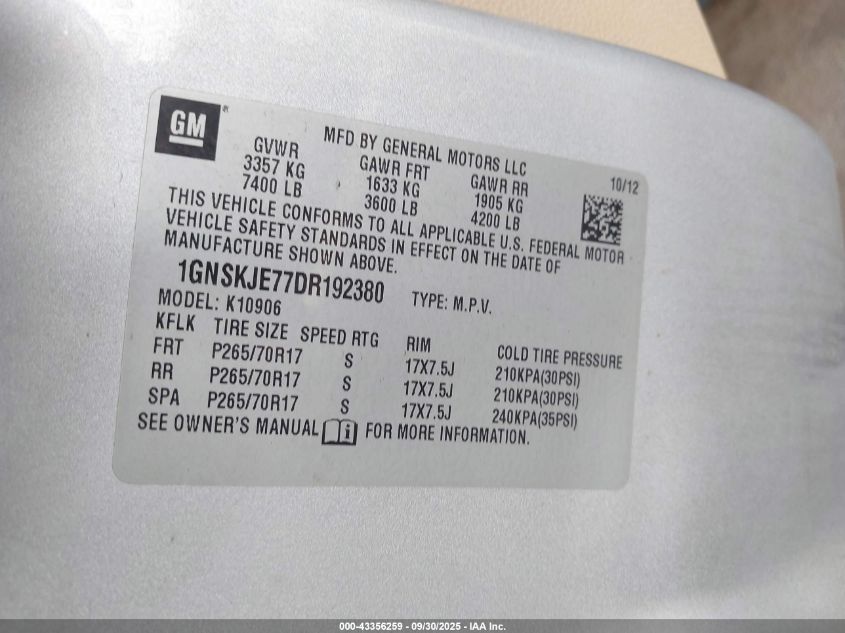 GM
MFD BY GENERAL MOTORS LLC
10/12
GVWR GAWR FRT GAWR RR
3357 KG 1633 KG 1905 KG
7400 LB 3600 LB 4200 LB
THIS VEHICLE CONFORMS TO ALL APPLICABLE U.S. FEDERAL MOTOR
VEHICLE SAFETY STANDARDS IN EFFECT ON THE DATE OF
MANUFACTURE SHOWN ABOVE.
1GNSKJE77DR192380 TYPE: M.P.V.
MODEL: K10906
KFLK TIRE SIZE SPEED RTG RIM COLD TIRE PRESSURE
FRT P265/70R17 S 17X7.5J 210KPA(30PSI)
RR P265/70R17 S 17X7.5J 210KPA(30PSI)
SPA P265/70R17 S 17X7.5J 240KPA(35PSI)
SEE OWNER'S MANUAL i FOR MORE INFORMATION.
000-43356259 - 09/30/2025 - IAA Inc.